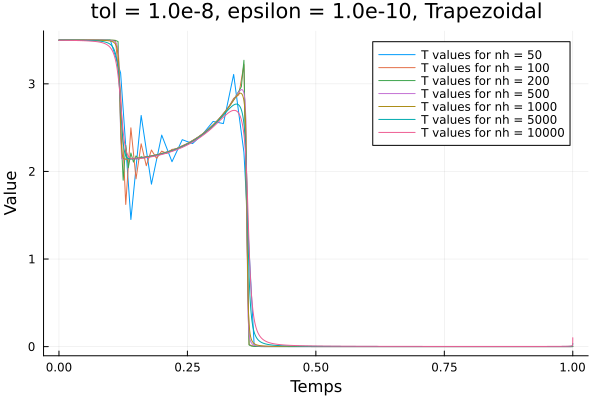 tol = 1.0e-8, epsilon = 1.0e-10, Trapezoidal
T values for nh = 50
T values for nh = 100
T values for nh = 200
T values for nh = 500
T values for nh = 1000
T values for nh = 5000
T values for nh = 10000
Value
3
2
1
0
0.00
0.25
0.50
0.75
1.00
Temps